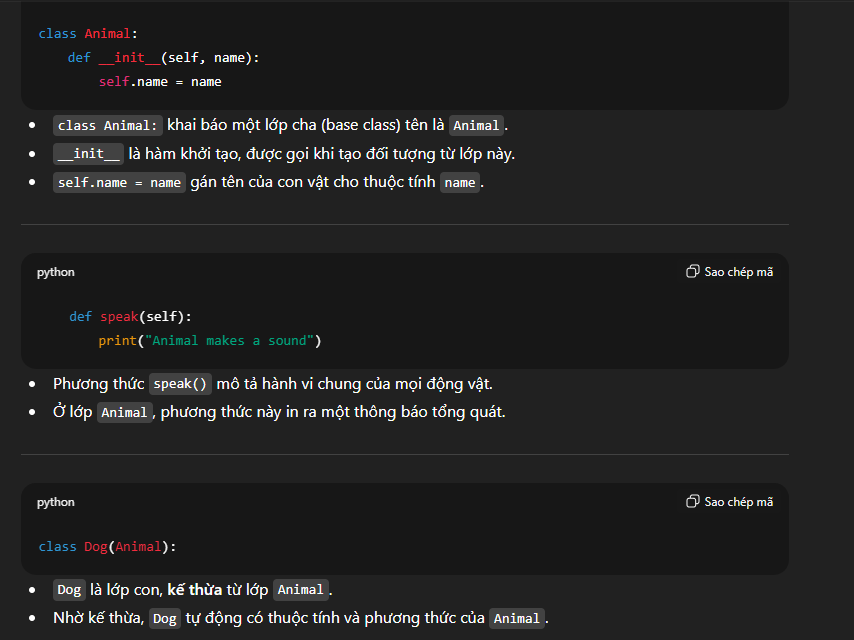 class Animal:
    def __init__(self, name):
        self.name = name
• class Animal: khai báo một lớp cha (base class) tên là Animal.
• __init__ là hàm khởi tạo, được gọi khi tạo đối tượng từ lớp này.
• self.name = name gán tên của con vật cho thuộc tính name.
python Sao chép mã
    def speak(self):
        print("Animal makes a sound")
• Phương thức speak() mô tả hành vi chung của mọi động vật.
• Ở lớp Animal, phương thức này in ra một thông báo tổng quát.
python Sao chép mã
class Dog(Animal):
• Dog là lớp con, kế thừa từ lớp Animal.
• Nhờ kế thừa, Dog tự động có thuộc tính và phương thức của Animal.